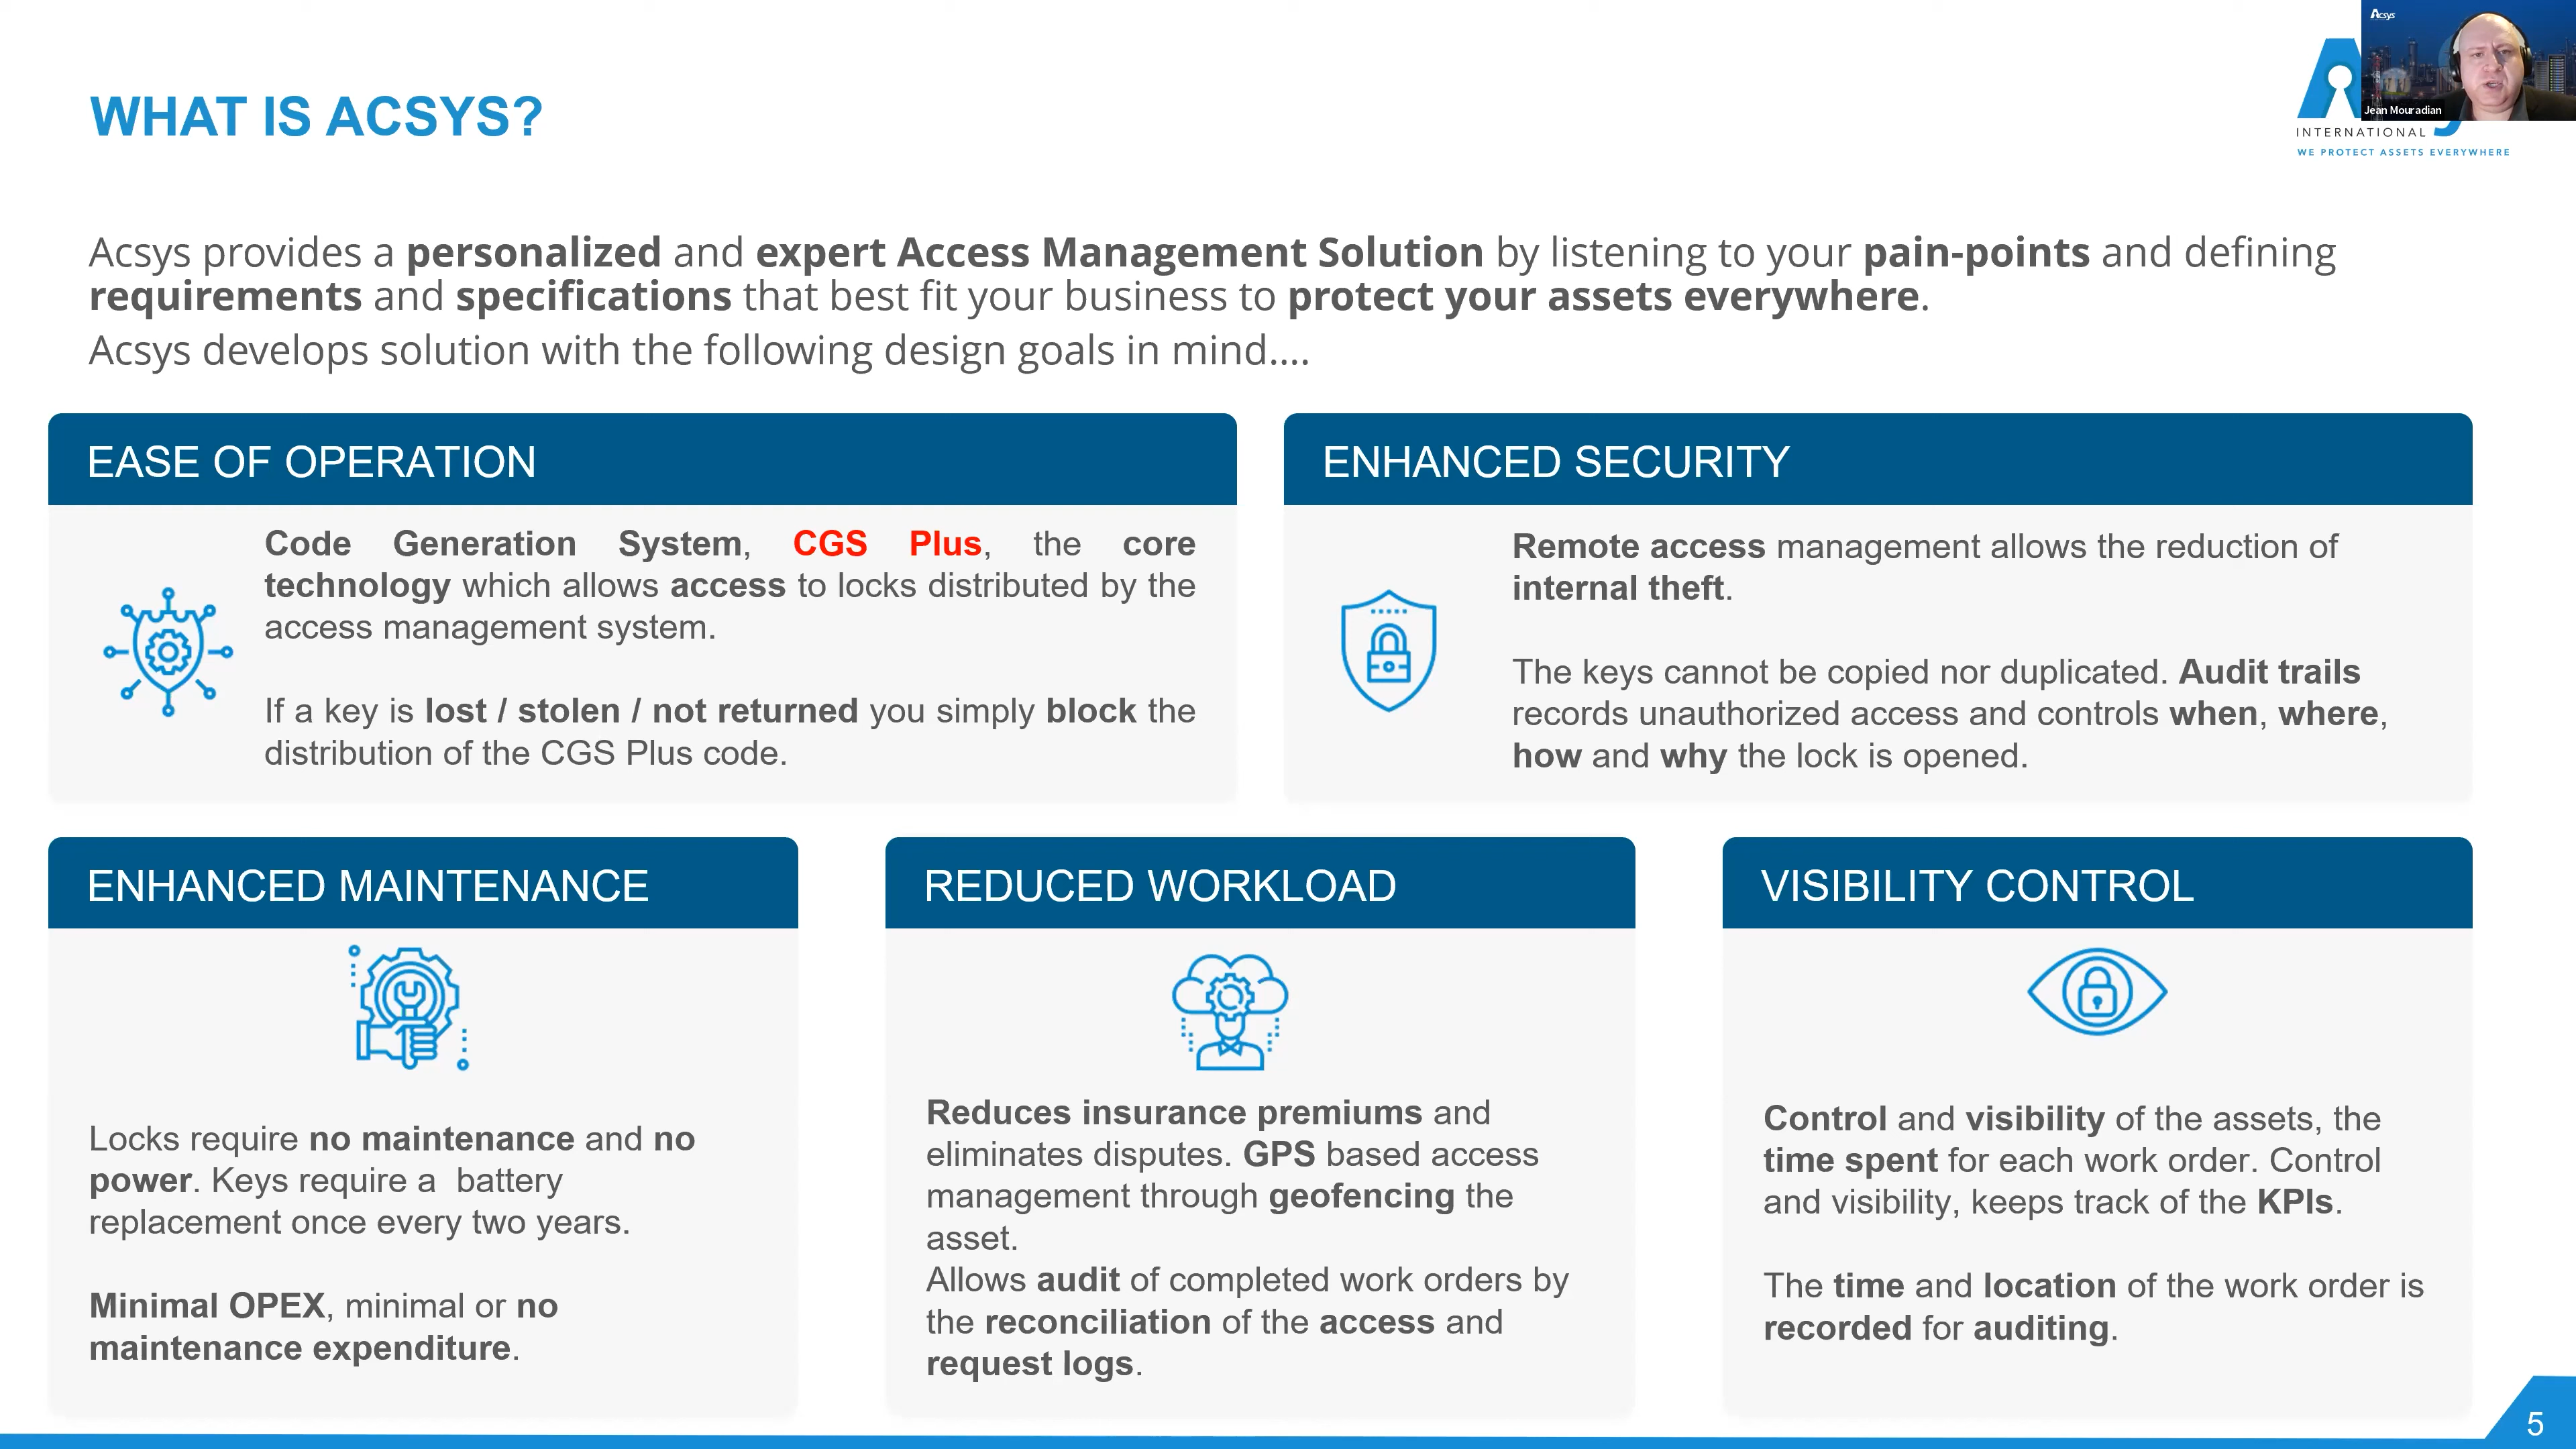 WHAT IS ACSYS?
Acsys
Jean Mouradian
INTERNATIONAL
WE PROTECT ASSETS EVERYWHERE
Acsys provides a personalized and expert Access Management Solution by listening to your pain-points and defining
requirements and specifications that best fit your business to protect your assets everywhere.
Acsys develops solution with the following design goals in mind....
EASE OF OPERATION
Code Generation System, CGS Plus, the core
technology which allows access to locks distributed by the
access management system.
If a key is lost / stolen / not returned you simply block the
distribution of the CGS Plus code.
ENHANCED SECURITY
Remote access management allows the reduction of
internal theft.
The keys cannot be copied nor duplicated. Audit trails
records unauthorized access and controls when, where,
how and why the lock is opened.
ENHANCED MAINTENANCE
Locks require no maintenance and no
power. Keys require a  battery
replacement once every two years.
Minimal OPEX, minimal or no
maintenance expenditure.
REDUCED WORKLOAD
Reduces insurance premiums and
eliminates disputes. GPS based access
management through geofencing the
asset.
Allows audit of completed work orders by
the reconciliation of the access and
request logs.
VISIBILITY CONTROL
Control and visibility of the assets, the
time spent for each work order. Control
and visibility, keeps track of the KPIs.
The time and location of the work order is
recorded for auditing.
5